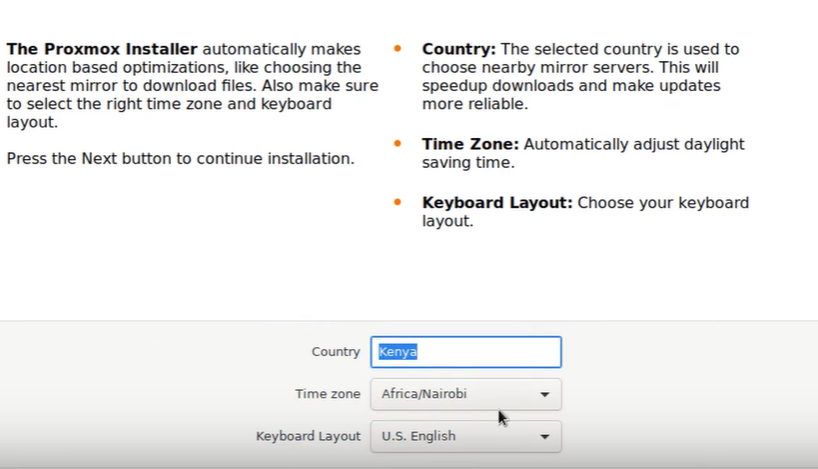 The Proxmox Installer automatically makes
location based optimizations, like choosing the
nearest mirror to download files. Also make sure
to select the right time zone and keyboard
layout.
Press the Next button to continue installation.
Country: The selected country is used to
choose nearby mirror servers. This will
speedup downloads and make updates
more reliable.
Time Zone: Automatically adjust daylight
saving time.
Keyboard Layout: Choose your keyboard
layout.
Country Kenya
Time zone Africa/Nairobi
Keyboard Layout U.S. English